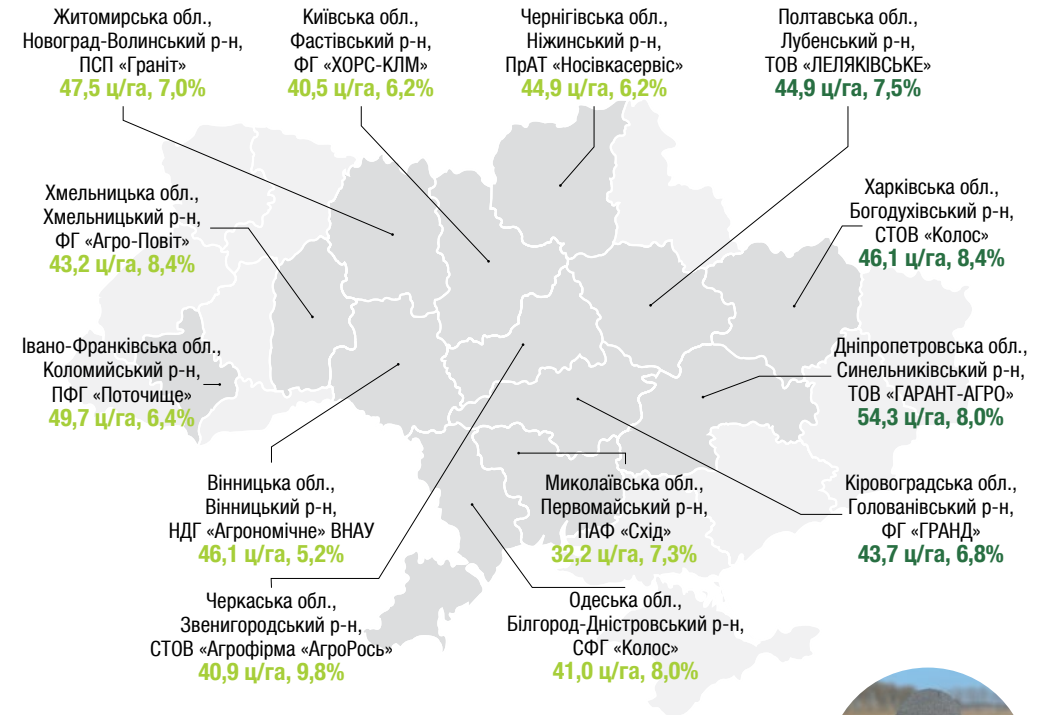 Житомирська обл.,
Новоград-Волинський р-н,
ПСП «Граніт»
47,5 ц/га, 7,0%
Київська обл.,
Фастівський р-н,
ФГ «ХОРС-КЛМ»
40,5 ц/га, 6,2%
Чернігівська обл.,
Ніжинський р-н,
ПрАТ «Носівкасервіс»
44,9 ц/га, 6,2%
Полтавська обл.,
Лубенський р-н,
ТОВ «ЛЕЛЯКІВСЬКЕ»
44,9 ц/га, 7,5%
Хмельницька обл.,
Хмельницький р-н,
ФГ «Агро-Повіт»
43,2 ц/га, 8,4%
Харківська обл.,
Богодухівський р-н,
СТОВ «Колос»
46,1 ц/га, 8,4%
Івано-Франківська обл.,
Коломийський р-н,
ПФГ «Поточище»
49,7 ц/га, 6,4%
Дніпропетровська обл.,
Синельниківський р-н,
ТОВ «ГАРАНТ-АГРО»
54,3 ц/га, 8,0%
Вінницька обл.,
Вінницький р-н,
НДГ «Агрономічне» ВНАУ
46,1 ц/га, 5,2%
Миколаївська обл.,
Первомайський р-н,
ПАФ «Схід»
32,2 ц/га, 7,3%
Кіровоградська обл.,
Голованівський р-н,
ФГ «ГРАНД»
43,7 ц/га, 6,8%
Черкаська обл.,
Звенигородський р-н,
СТОВ «Агрофірма «АгроРось»
40,9 ц/га, 9,8%
Одеська обл.,
Білгород-Дністровський р-н,
СФГ «Колос»
41,0 ц/га, 8,0%